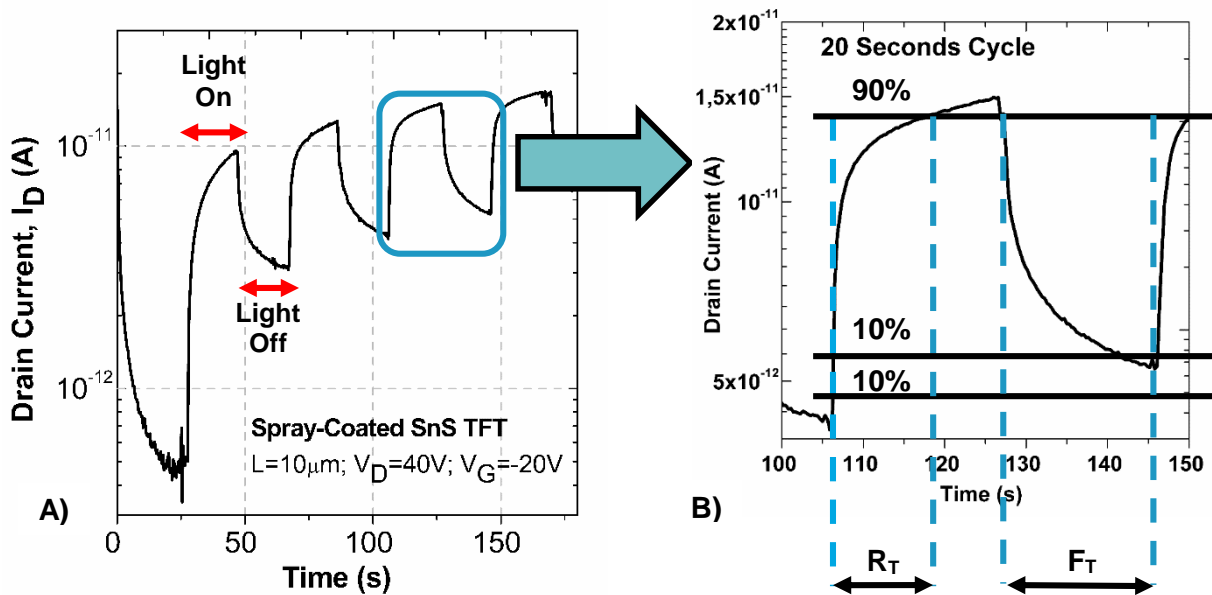 Light
On
Light
Off
10⁻¹¹
10⁻¹²
Drain Current, I_D (A)
Spray-Coated SnS TFT
L=10μm; V_D=40V; V_G=-20V
A)
0
50
100
150
Time (s)
2x10⁻¹¹
1.5x10⁻¹¹
10⁻¹¹
5x10⁻¹²
Drain Current (A)
20 Seconds Cycle
90%
10%
10%
100
110
120
130
140
150
Time (s)
B)
R_T
F_T